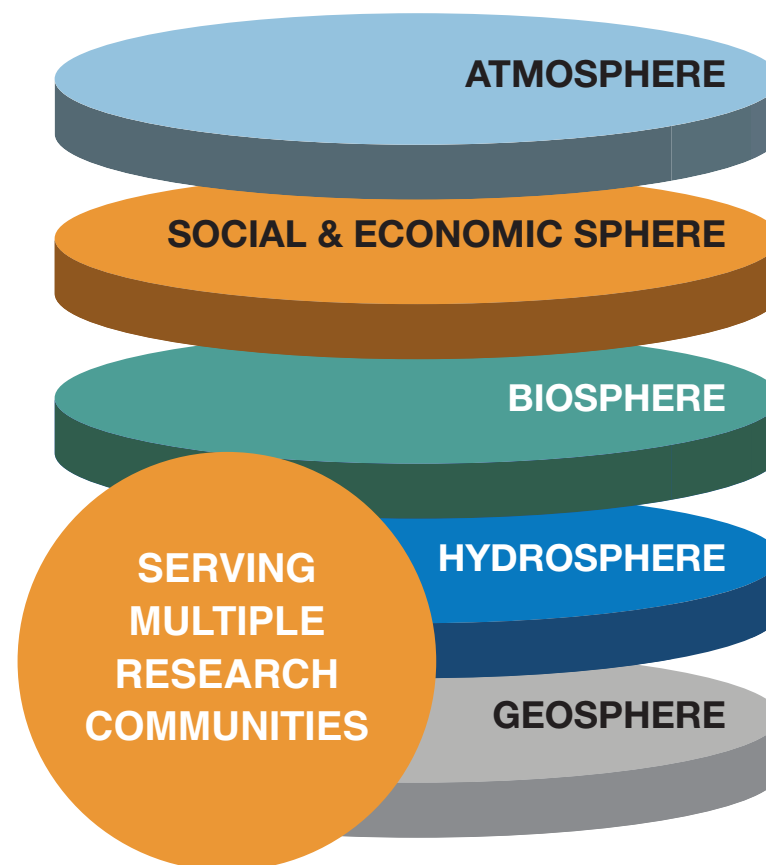 ATMOSPHERE
SOCIAL & ECONOMIC SPHERE
BIOSPHERE
HYDROSPHERE
GEOSPHERE
SERVING
MULTIPLE
RESEARCH
COMMUNITIES